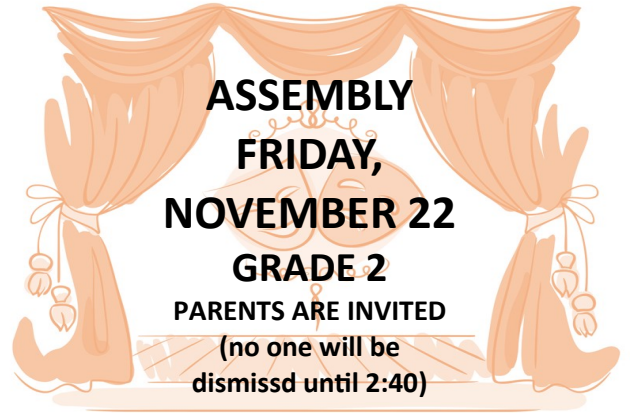 ASSEMBLY
FRIDAY,
NOVEMBER 22
GRADE 2
PARENTS ARE INVITED
(no one will be
dismissd until 2:40)